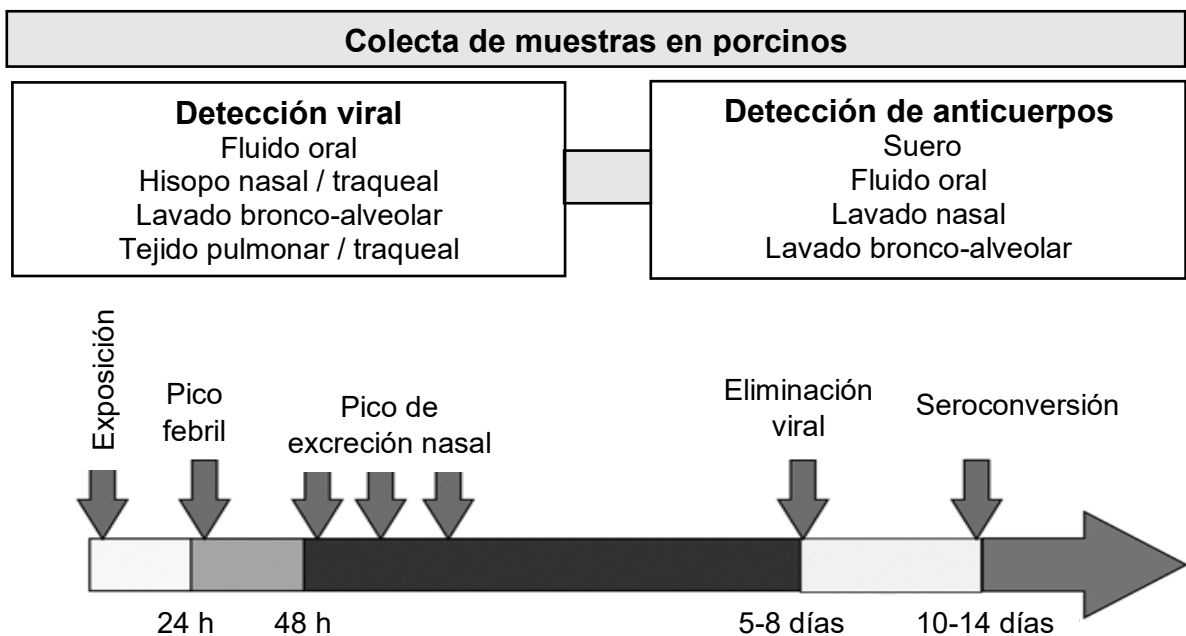 Colecta de muestras en porcinos
Detección viral
Fluido oral
Hisopo nasal / traqueal
Lavado bronco-alveolar
Tejido pulmonar / traqueal
Detección de anticuerpos
Suero
Fluido oral
Lavado nasal
Lavado bronco-alveolar
Exposición
Pico
febril
Pico de
excreción nasal
Eliminación
viral
Seroconversión
24 h
48 h
5-8 días
10-14 días